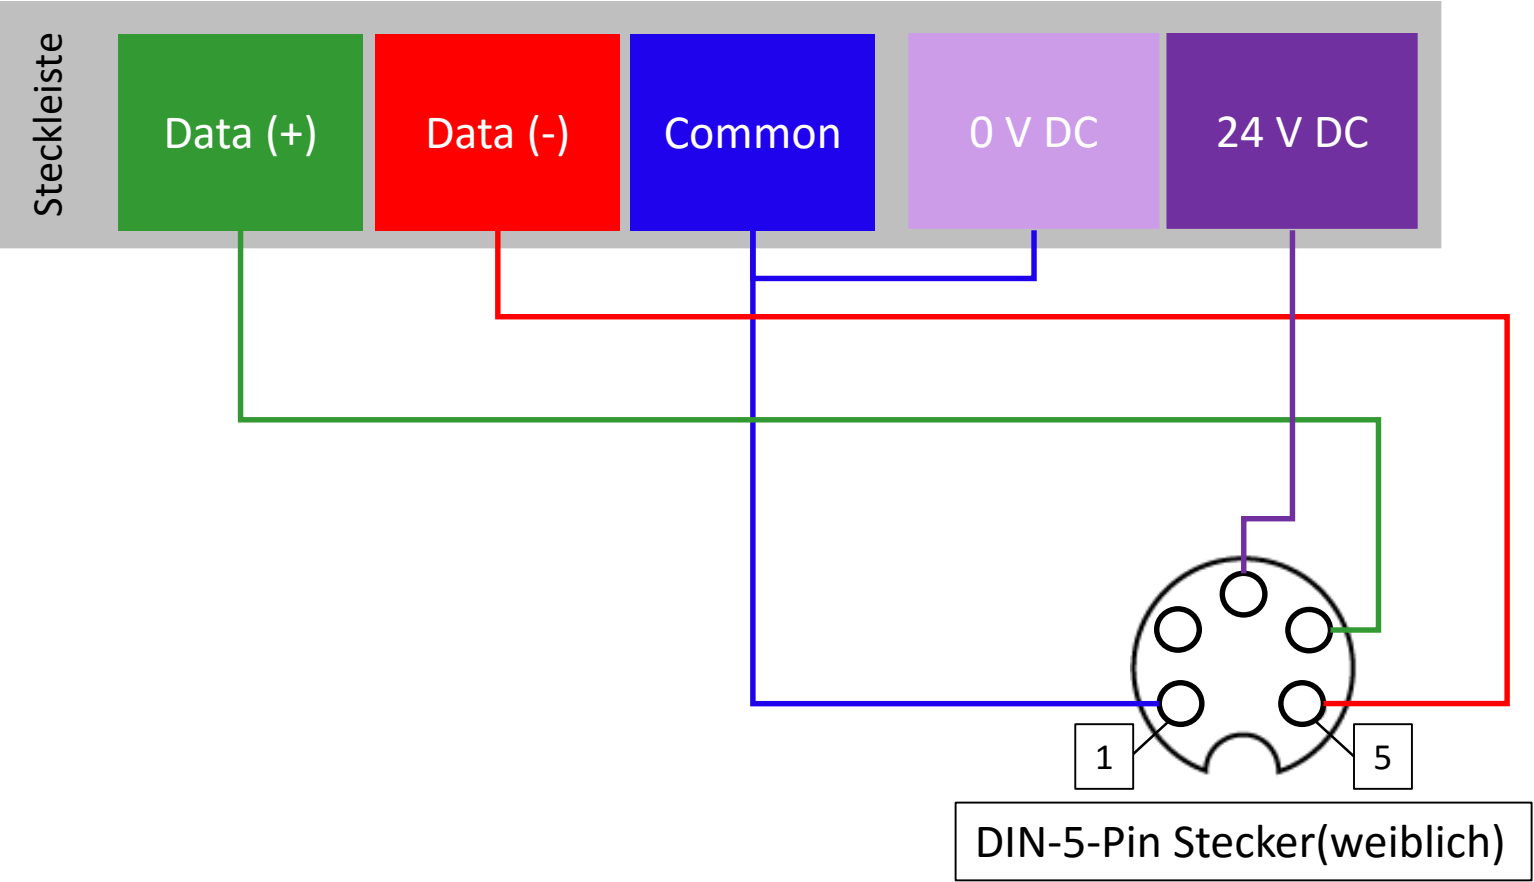 Steckleiste
Data (+)
Data (-)
Common
0 V DC
24 V DC
1
5
DIN-5-Pin Stecker(weiblich)